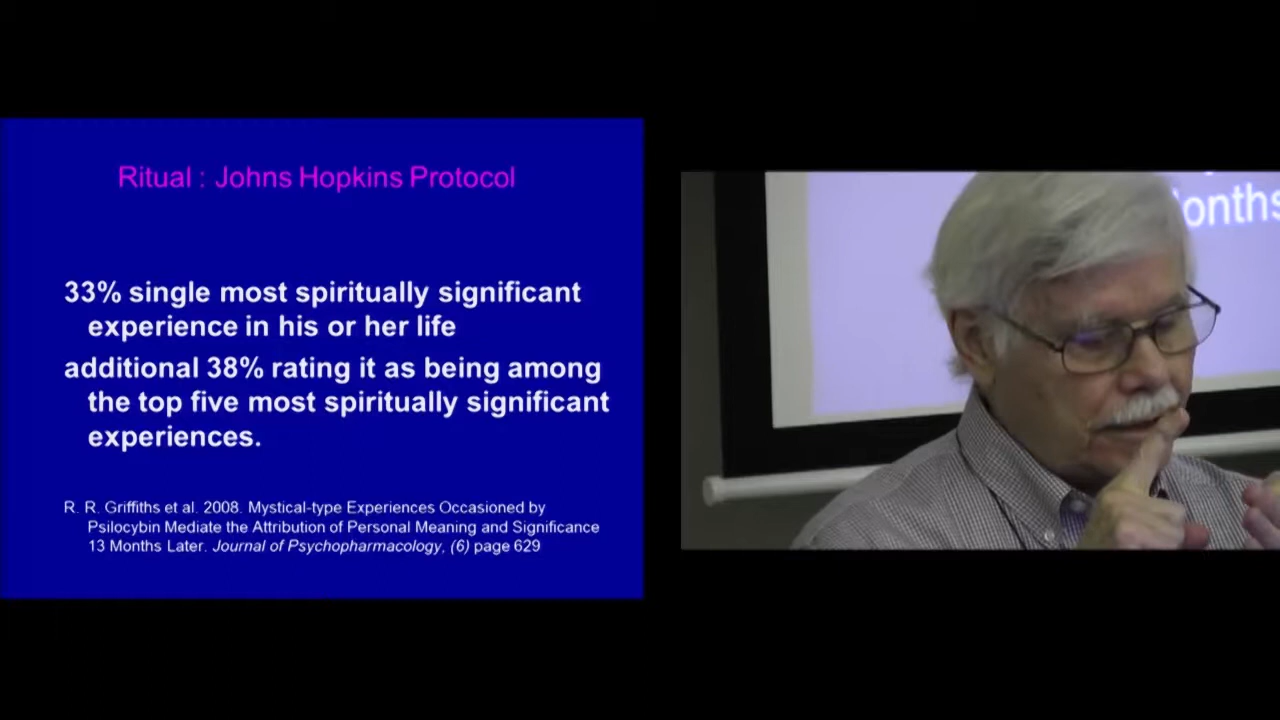 Ritual : Johns Hopkins Protocol
33% single most spiritually significant
experience in his or her life
additional 38% rating it as being among
the top five most spiritually significant
experiences.
R. R. Griffiths et al. 2008. Mystical-type Experiences Occasioned by
Psilocybin Mediate the Attribution of Personal Meaning and Significance
13 Months Later. Journal of Psychopharmacology, (6) page 629
onths